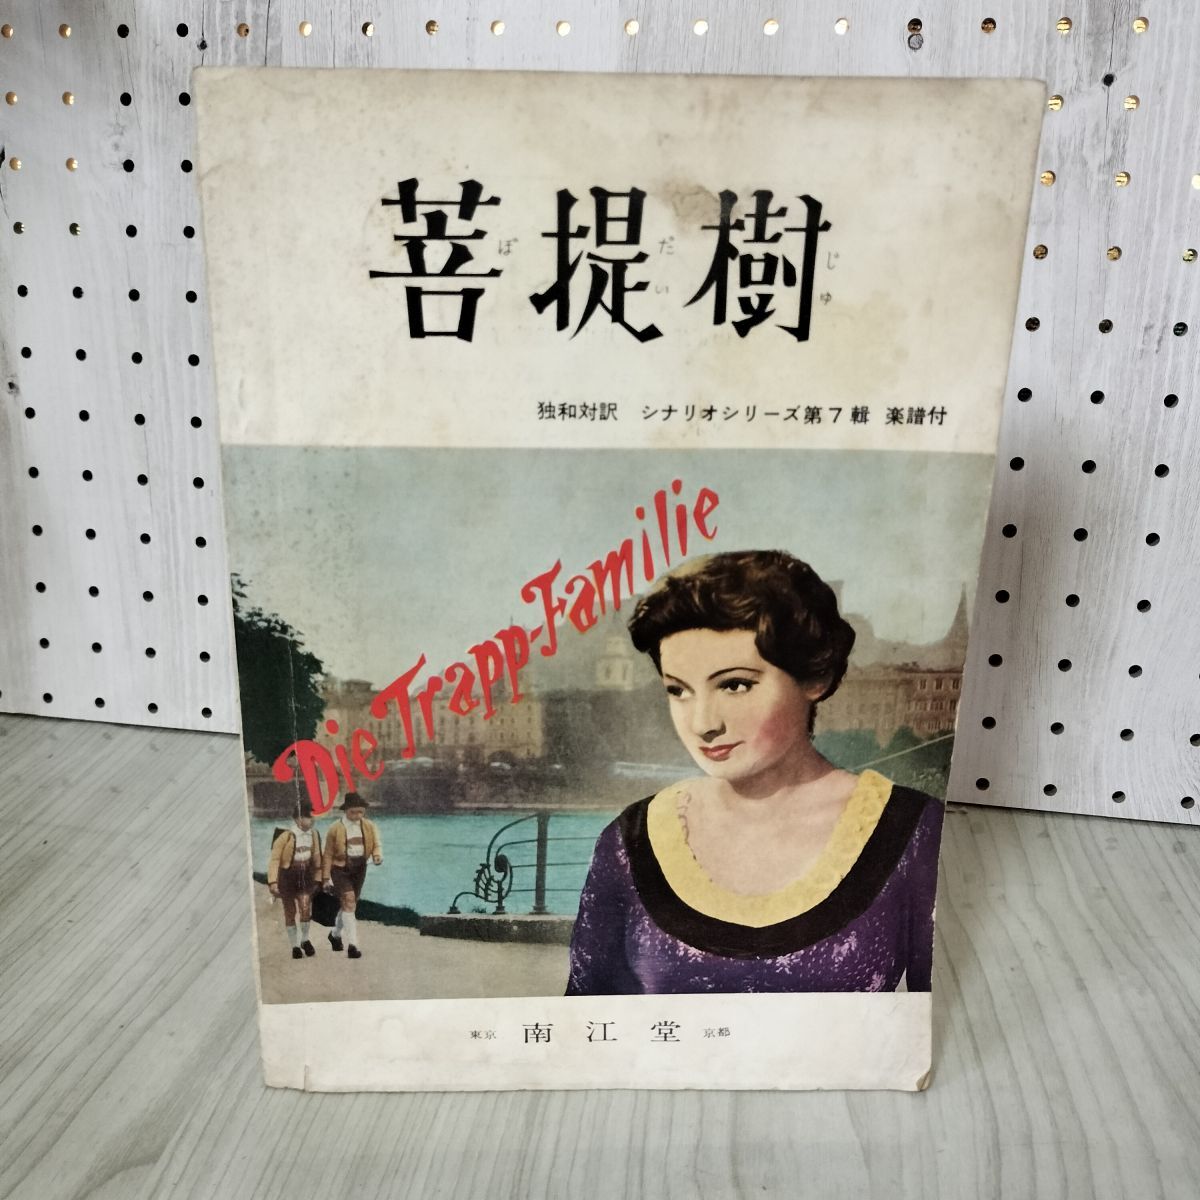 菩提樹
ぼだいじゅ
独和対訳 シナリオシリーズ第7輯 楽譜付
Die Trapp-Familie
東京 南江堂 京都